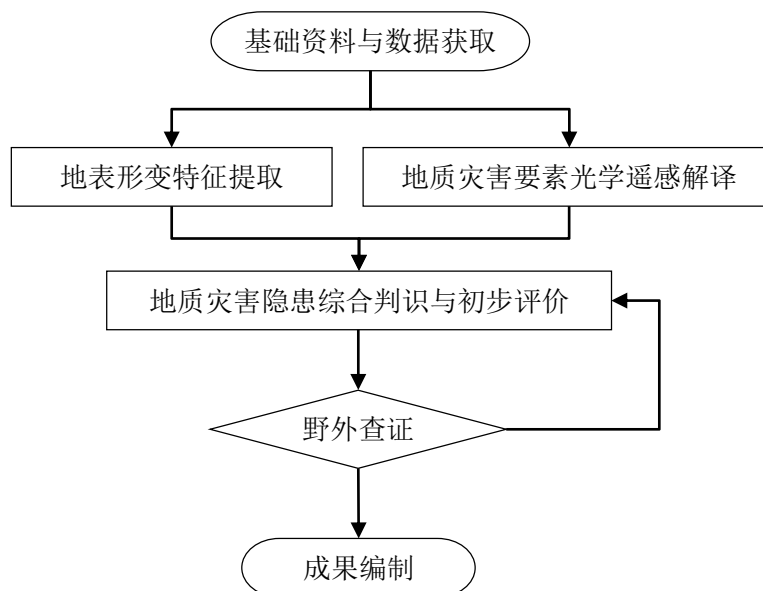 基础资料与数据获取
地表形变特征提取
地质灾害要素光学遥感解译
地质灾害隐患综合判识与初步评价
野外查证
成果编制